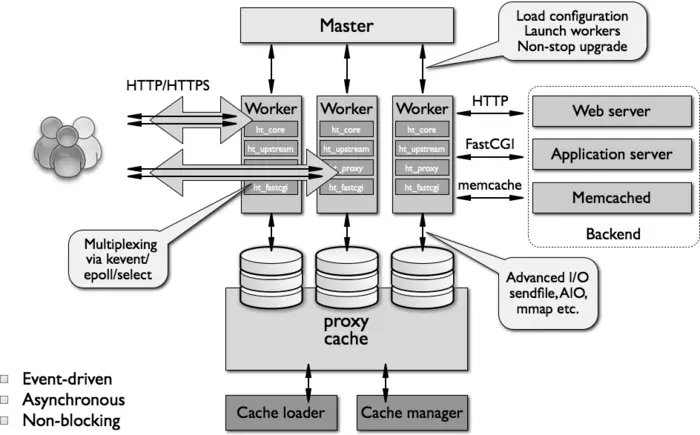 Master
Load configuration
Launch workers
Non-stop upgrade
HTTP/HTTPS
Worker
ht_core
ht_upstream
ht_fastcgi
Worker
ht_core
ht_upstream
_proxy
ht_fastcgi
Worker
ht_core
ht_upstream
ht_proxy
ht_fastcgi
HTTP
FastCGI
memcache
Web server
Application server
Memcached
Backend
Multiplexing
via kevent/
epoll/select
Advanced I/O
sendfile, AIO,
mmap etc.
proxy
cache
Cache loader
Cache manager
Event-driven
Asynchronous
Non-blocking